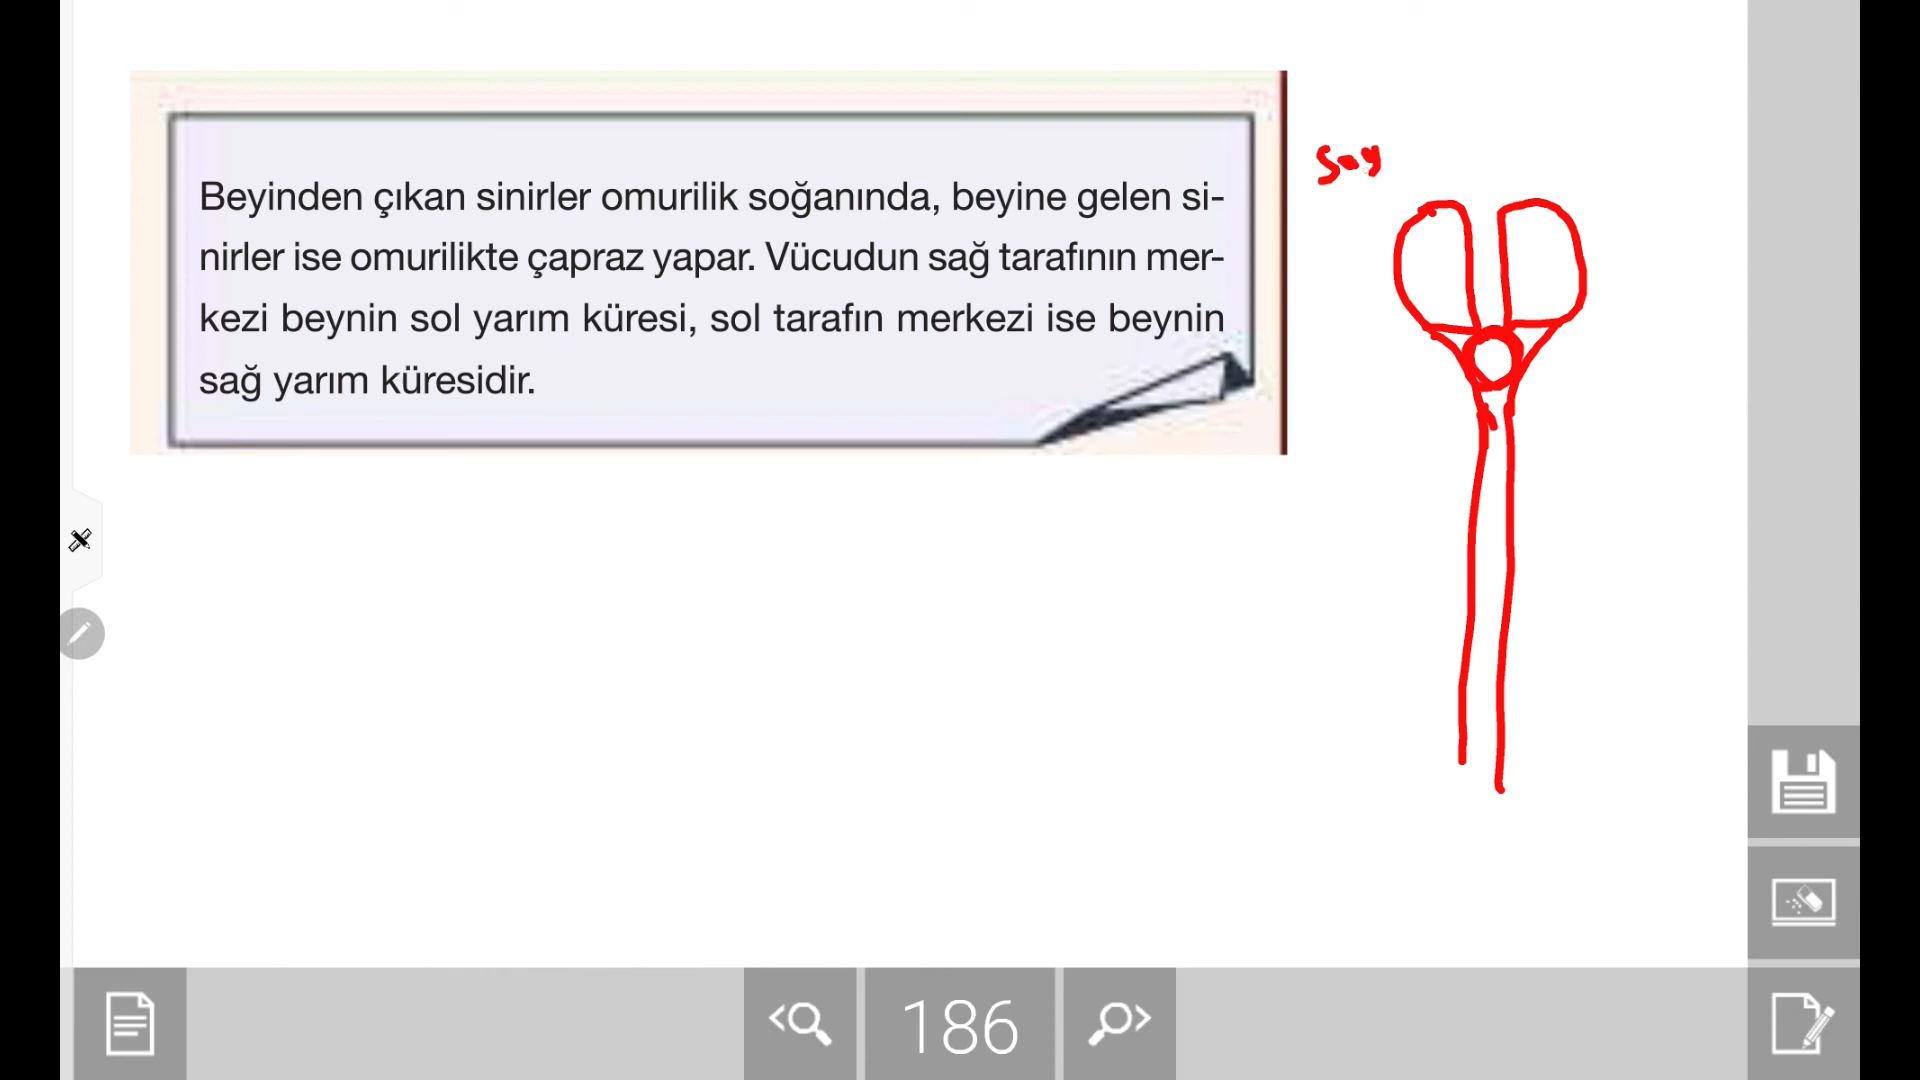 Beyinden çıkan sinirler omurilik soğanında, beyine gelen si-
nirler ise omurilikte çapraz yapar. Vücudun sağ tarafının mer-
kezi beynin sol yarım küresi, sol tarafın merkezi ise beynin
sağ yarım küresidir.
186